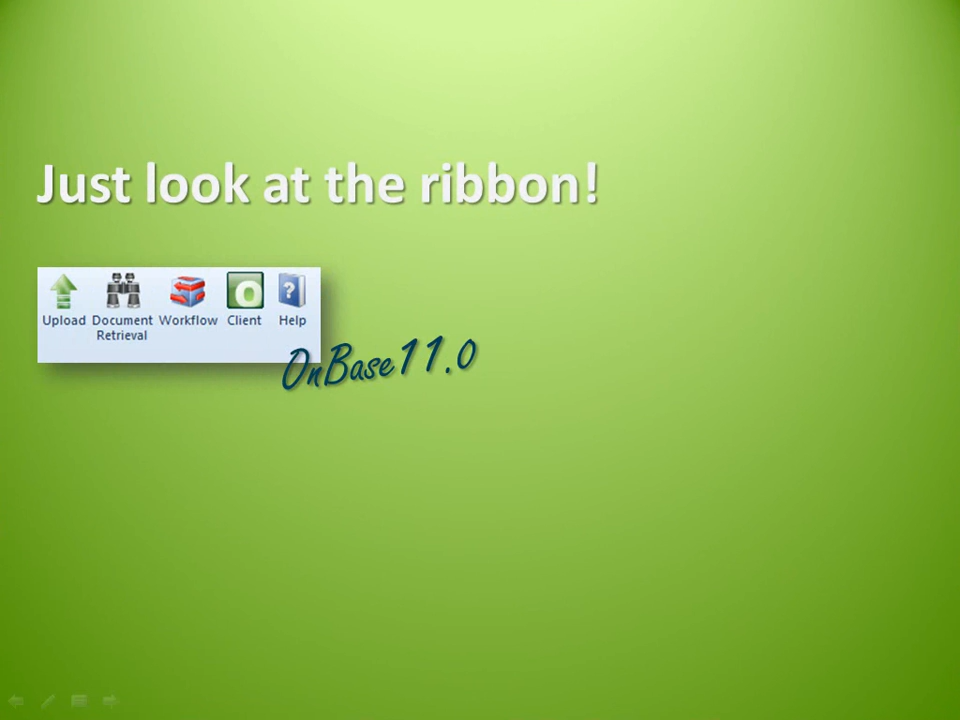 Just look at the ribbon!
Upload Document Retrieval Workflow Client Help
OnBase11.0